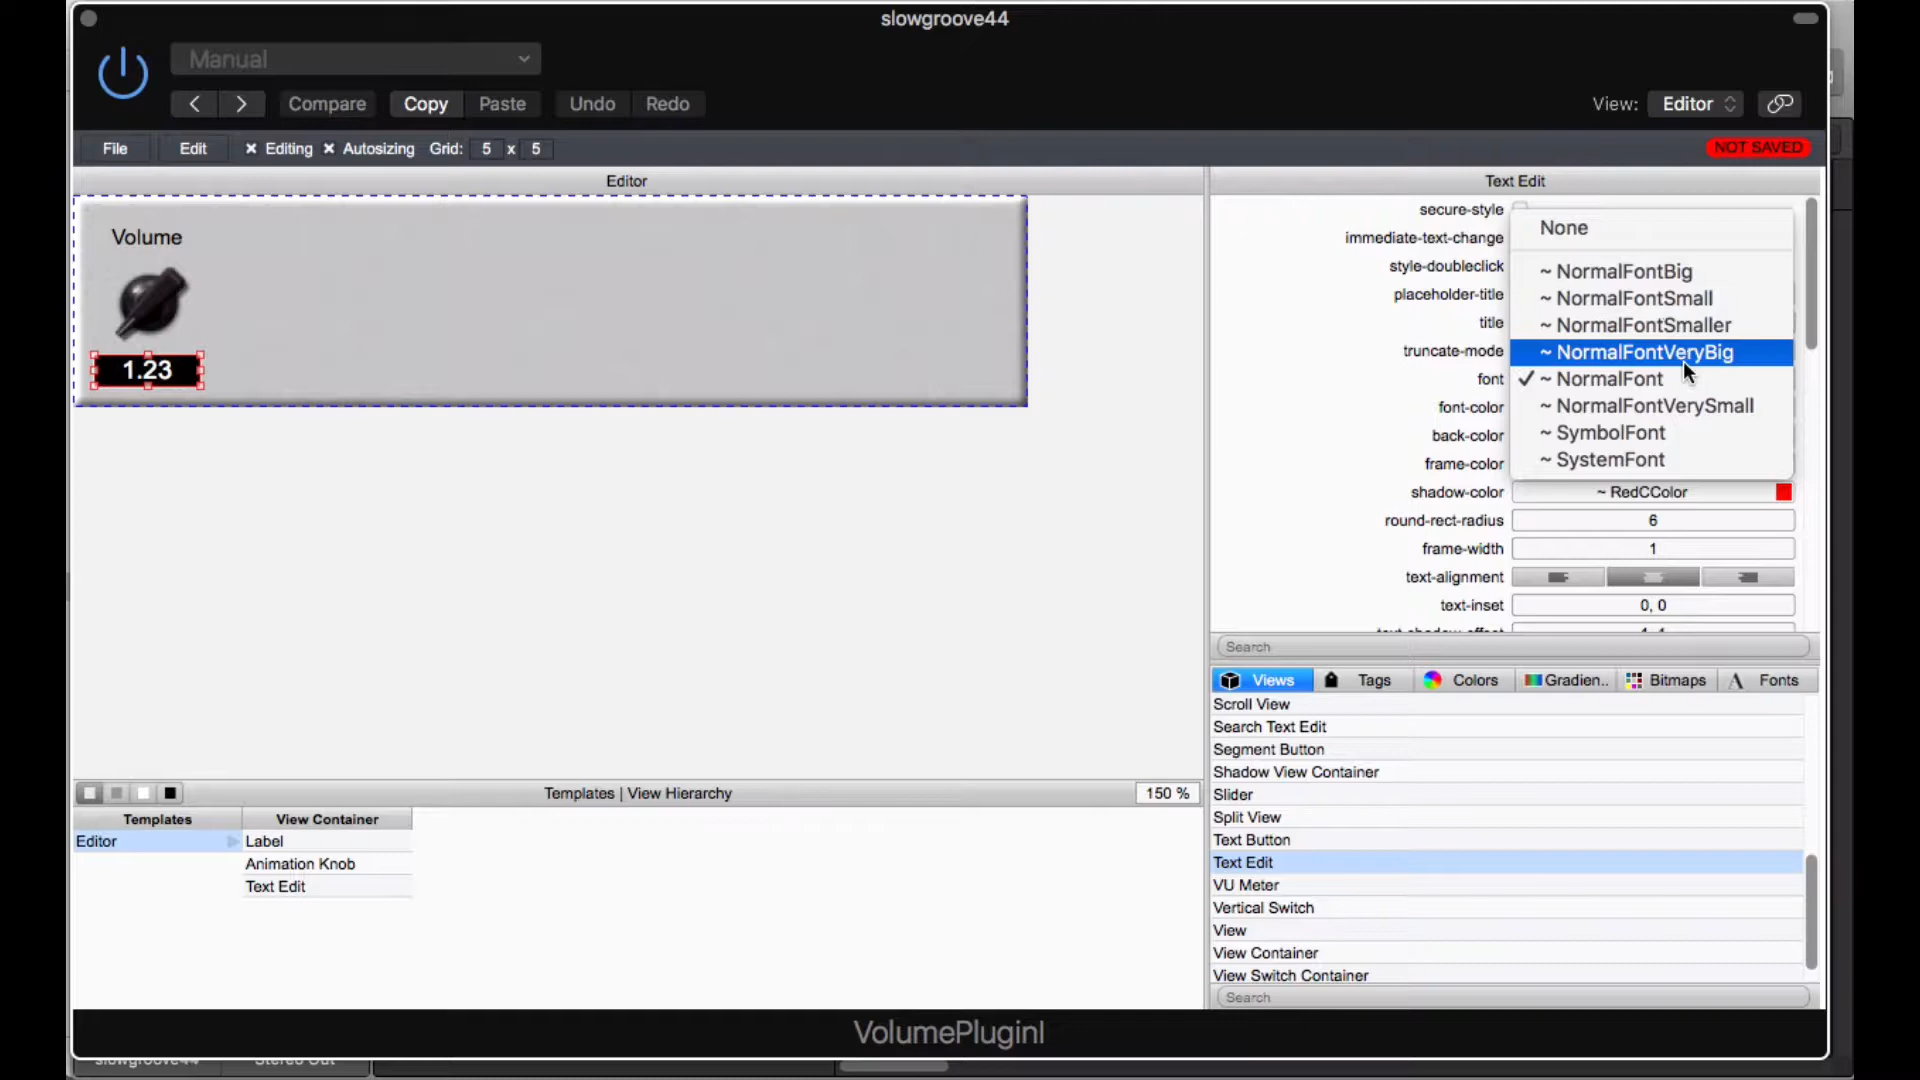 slowgroove44
Manual
Compare Copy Paste Undo Redo
View: Editor
File Edit × Editing × Autosizing Grid: 5 x 5
NOT SAVED
Editor
Volume
1.23
Text Edit
secure-style
immediate-text-change
style-doubleclick
placeholder-title
title
truncate-mode
font
font-color
back-color
frame-color
None
~ NormalFontBig
~ NormalFontSmall
~ NormalFontSmaller
~ NormalFontVeryBig
✓ ~ NormalFont
~ NormalFontVerySmall
~ SymbolFont
~ SystemFont
shadow-color ~ RedCColor
round-rect-radius 6
frame-width 1
text-alignment
text-inset 0, 0
Search
Views Tags Colors Gradien.. Bitmaps Fonts
Scroll View
Search Text Edit
Segment Button
Shadow View Container
Slider
Split View
Text Button
Text Edit
VU Meter
Vertical Switch
View
View Container
View Switch Container
Search
Templates | View Hierarchy 150 %
Templates View Container
Editor Label
Animation Knob
Text Edit
VolumePluginI
slowgroove44 Stereo Out